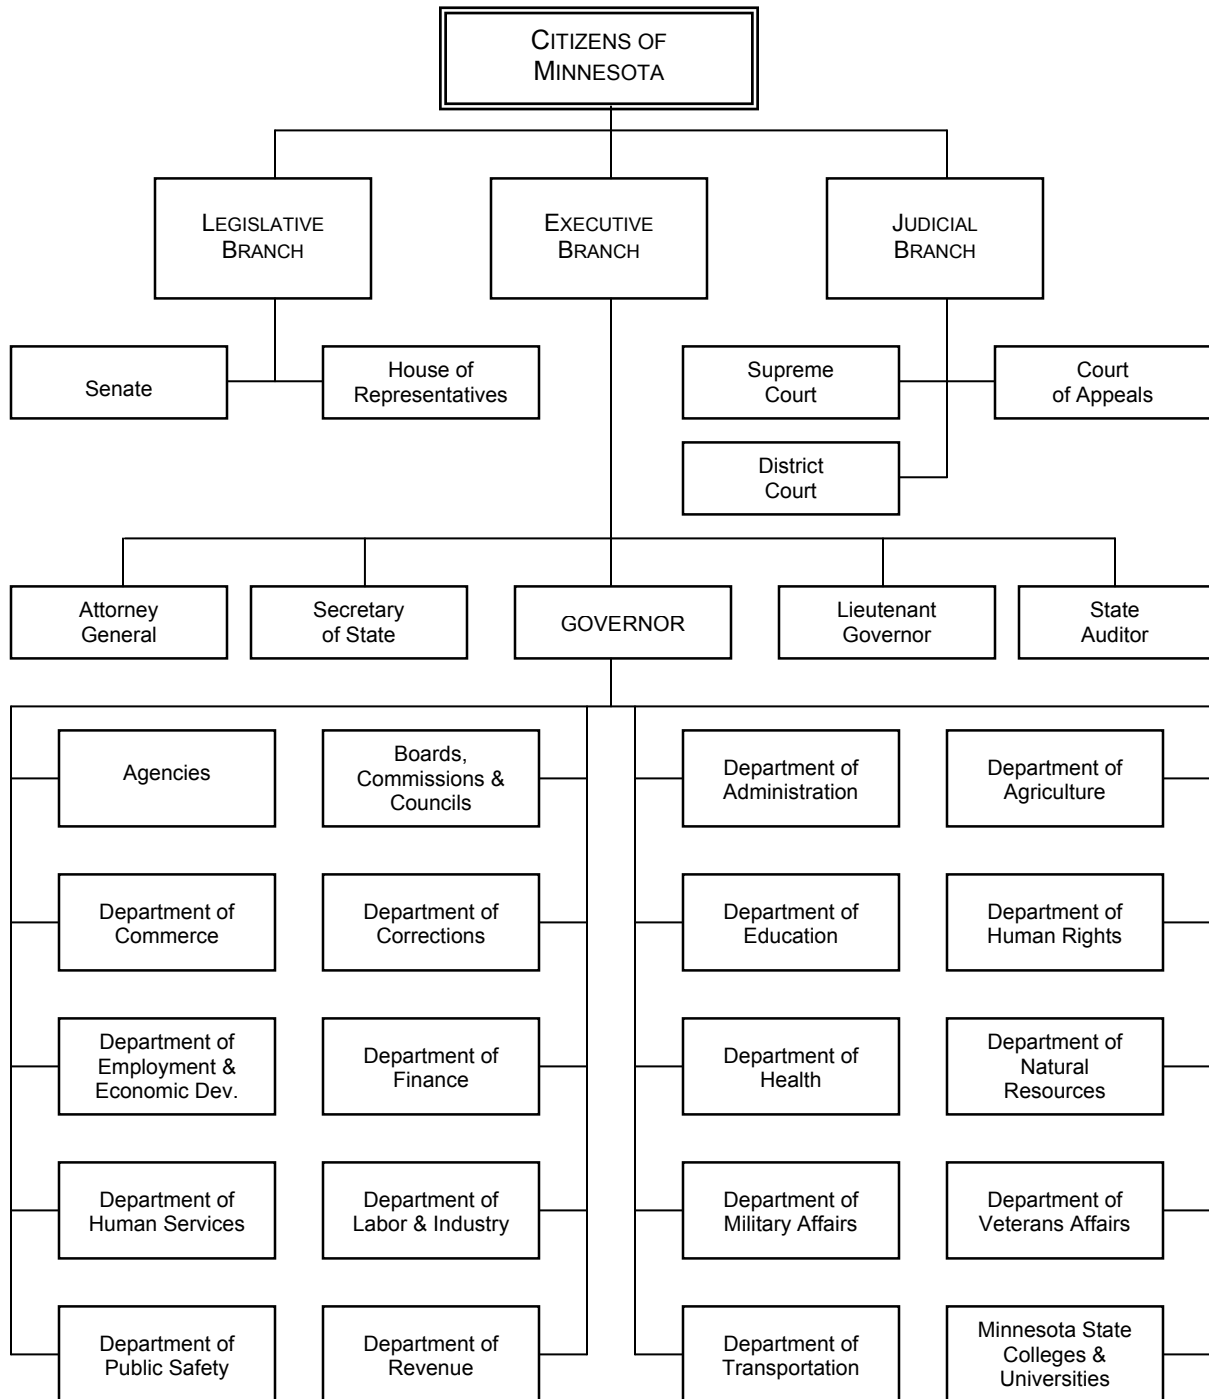 CITIZENS OF
MINNESOTA
LEGISLATIVE
BRANCH
EXECUTIVE
BRANCH
JUDICIAL
BRANCH
Senate
House of
Representatives
Supreme
Court
Court
of Appeals
District
Court
Attorney
General
Secretary
of State
GOVERNOR
Lieutenant
Governor
State
Auditor
Agencies
Boards,
Commissions &
Councils
Department of
Administration
Department of
Agriculture
Department of
Commerce
Department of
Corrections
Department of
Education
Department of
Human Rights
Department of
Employment &
Economic Dev.
Department of
Finance
Department of
Health
Department of
Natural
Resources
Department of
Human Services
Department of
Labor & Industry
Department of
Military Affairs
Department of
Veterans Affairs
Department of
Public Safety
Department of
Revenue
Department of
Transportation
Minnesota State
Colleges &
Universities